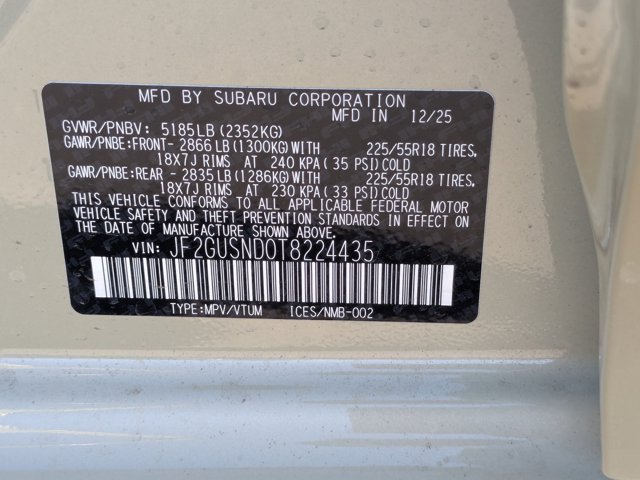 MFD BY SUBARU CORPORATION
MFD IN 12/25
GVWR/PNBV: 5185LB (2352KG)
GAWR/PNBE:FRONT- 2866 LB (1300KG) WITH 225/55R18 TIRES,
18X7J RIMS AT 240 KPA ( 35 PSI) COLD
GAWR/PNBE:REAR - 2835 LB (1286KG) WITH 225/55R18 TIRES,
18X7J RIMS AT 230 KPA ( 33 PSI) COLD
THIS VEHICLE CONFORMS TO ALL APPLICABLE FEDERAL MOTOR
VEHICLE SAFETY AND THEFT PREVENTION STANDARDS IN EFFECT ON
THE DATE OF MANUFACTURE SHOWN ABOVE.
VIN: JF2GUSND0T8224435
TYPE:MPV/VTUM ICES/NMB-002